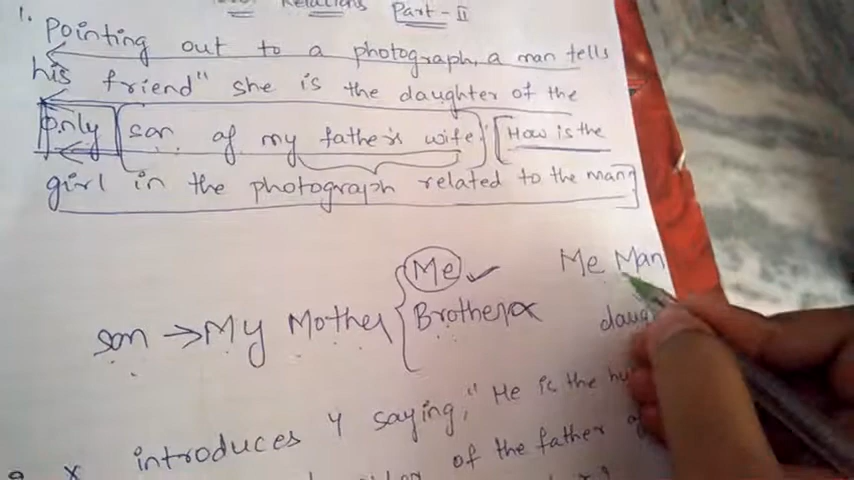 Relations Part-II
1. Pointing out to a photograph, a man tells
his friend" she is the daughter of the
only son of my father's wife". How is the
girl in the photograph related to the man
Me
Me Man
son → My Mother
Brother x
daug
x introduces y saying, "He is the hu
of the father